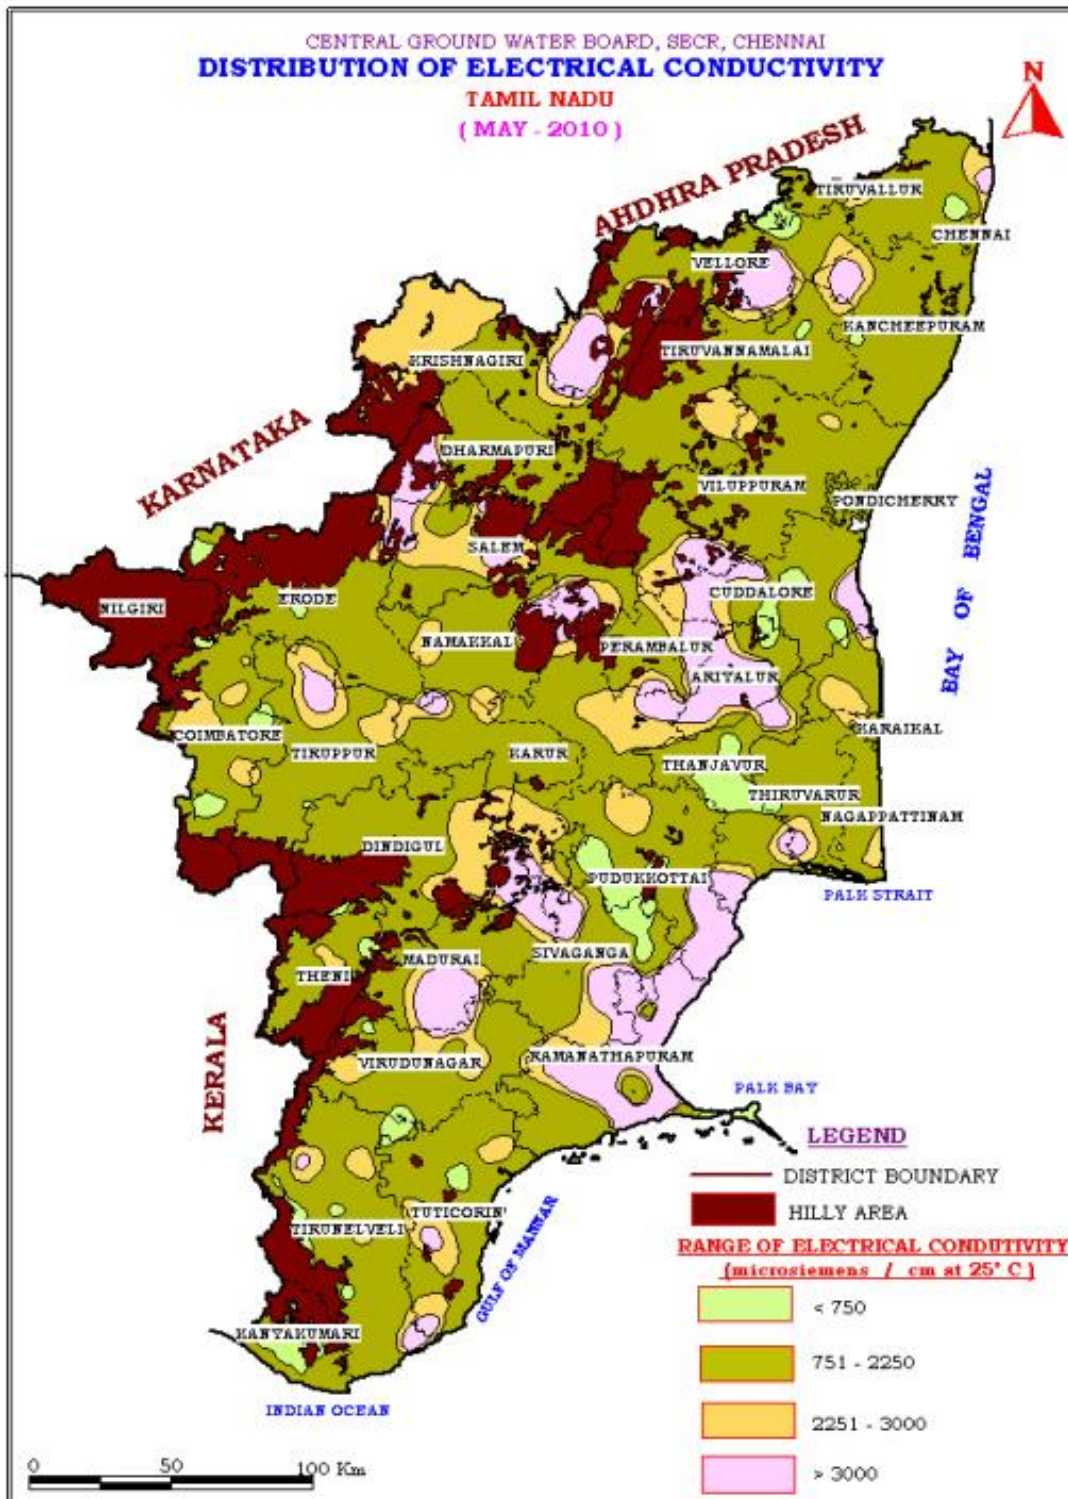 CENTRAL GROUND WATER BOARD, SECR, CHENNAI
DISTRIBUTION OF ELECTRICAL CONDUCTIVITY
TAMIL NADU
( MAY - 2010 )
N
AHDHRA PRADESH
TIRUVALLUR
CHENNAI
VELLORE
KANCHEEPURAM
TIRUVANNAMALAI
KRISHNAGIRI
KARNATAKA
DHARMAPURI
VILUPPURAM
PONDICHERRY
BAY OF BENGAL
SALEM
CUDDALORE
NILGIRI
ERODE
NAMAKKAL
PERAMBALUR
ARIYALUR
COIMBATORE
TIRUPPUR
KARUR
KARAIKAL
THANJAVUR
THIRUVARUR
NAGAPPATTINAM
DINDIGUL
PUDUKKOTTAI
PALK STRAIT
SIVAGANGA
MADURAI
THENI
KERALA
VIRUDUNAGAR
RAMANATHAPURAM
PALK BAY
TUTICORIN
TIRUNELVELI
GULF OF MANNAR
KANYAKUMARI
INDIAN OCEAN
LEGEND
DISTRICT BOUNDARY
HILLY AREA
RANGE OF ELECTRICAL CONDUTIVITY
(microsiemens / cm at 25° C )
< 750
751 - 2250
2251 - 3000
> 3000
0 50 100 Km